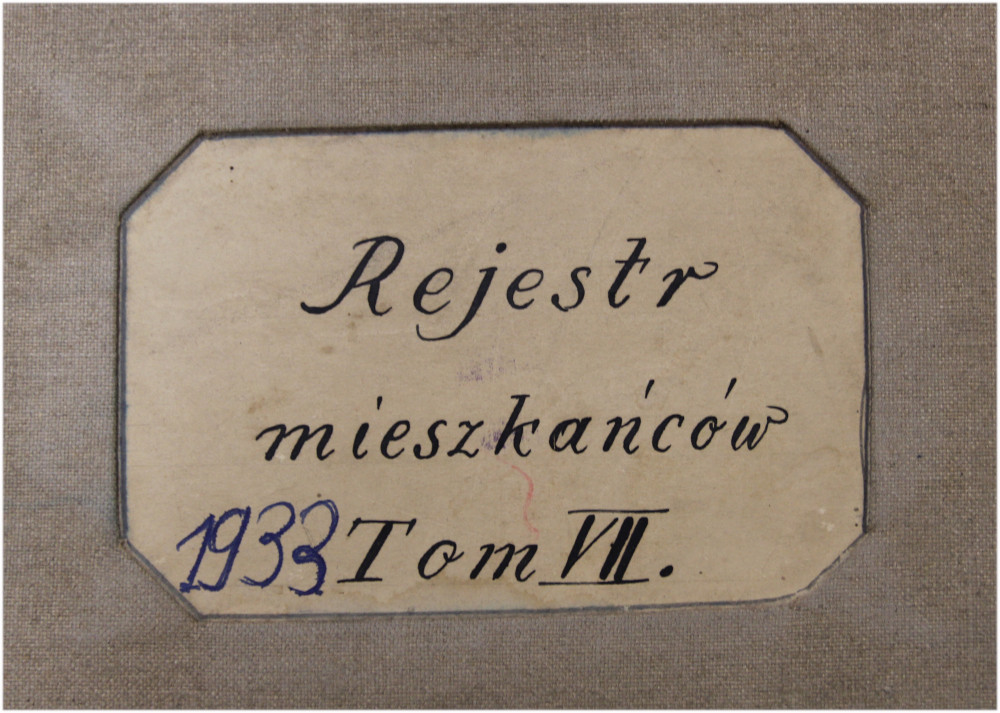 Rejestr
mieszkańców
1933 Tom VII.